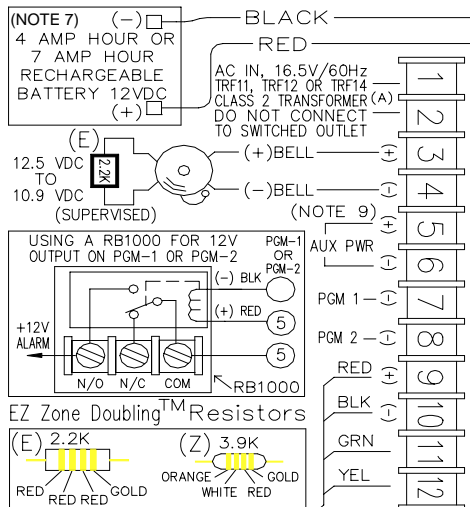 (NOTE 7) (-)
4 AMP HOUR OR
7 AMP HOUR
RECHARGEABLE
BATTERY 12VDC
(+)
BLACK
RED
AC IN, 16.5V/60Hz
TRF11, TRF12 OR TRF14
CLASS 2 TRANSFORMER (A)
DO NOT CONNECT
TO SWITCHED OUTLET
(E)
12.5 VDC
TO
10.9 VDC
2.2K
(SUPERVISED)
(+)BELL
(-)BELL
(NOTE 9)
AUX PWR
PGM 1
PGM 2
RED
BLK
GRN
YEL
(+)
(-)
(+)
(-)
(-)
(-)
(+)
(-)
1
2
3
4
5
6
7
8
9
10
11
12
USING A RB1000 FOR 12V
OUTPUT ON PGM-1 OR PGM-2
PGM-1
OR
PGM-2
(-) BLK
(+) RED
5
5
+12V
ALARM
N/O N/C COM
RB1000
EZ Zone Doubling™ Resistors
(E) 2.2K
RED RED RED GOLD
(Z) 3.9K
ORANGE WHITE RED GOLD